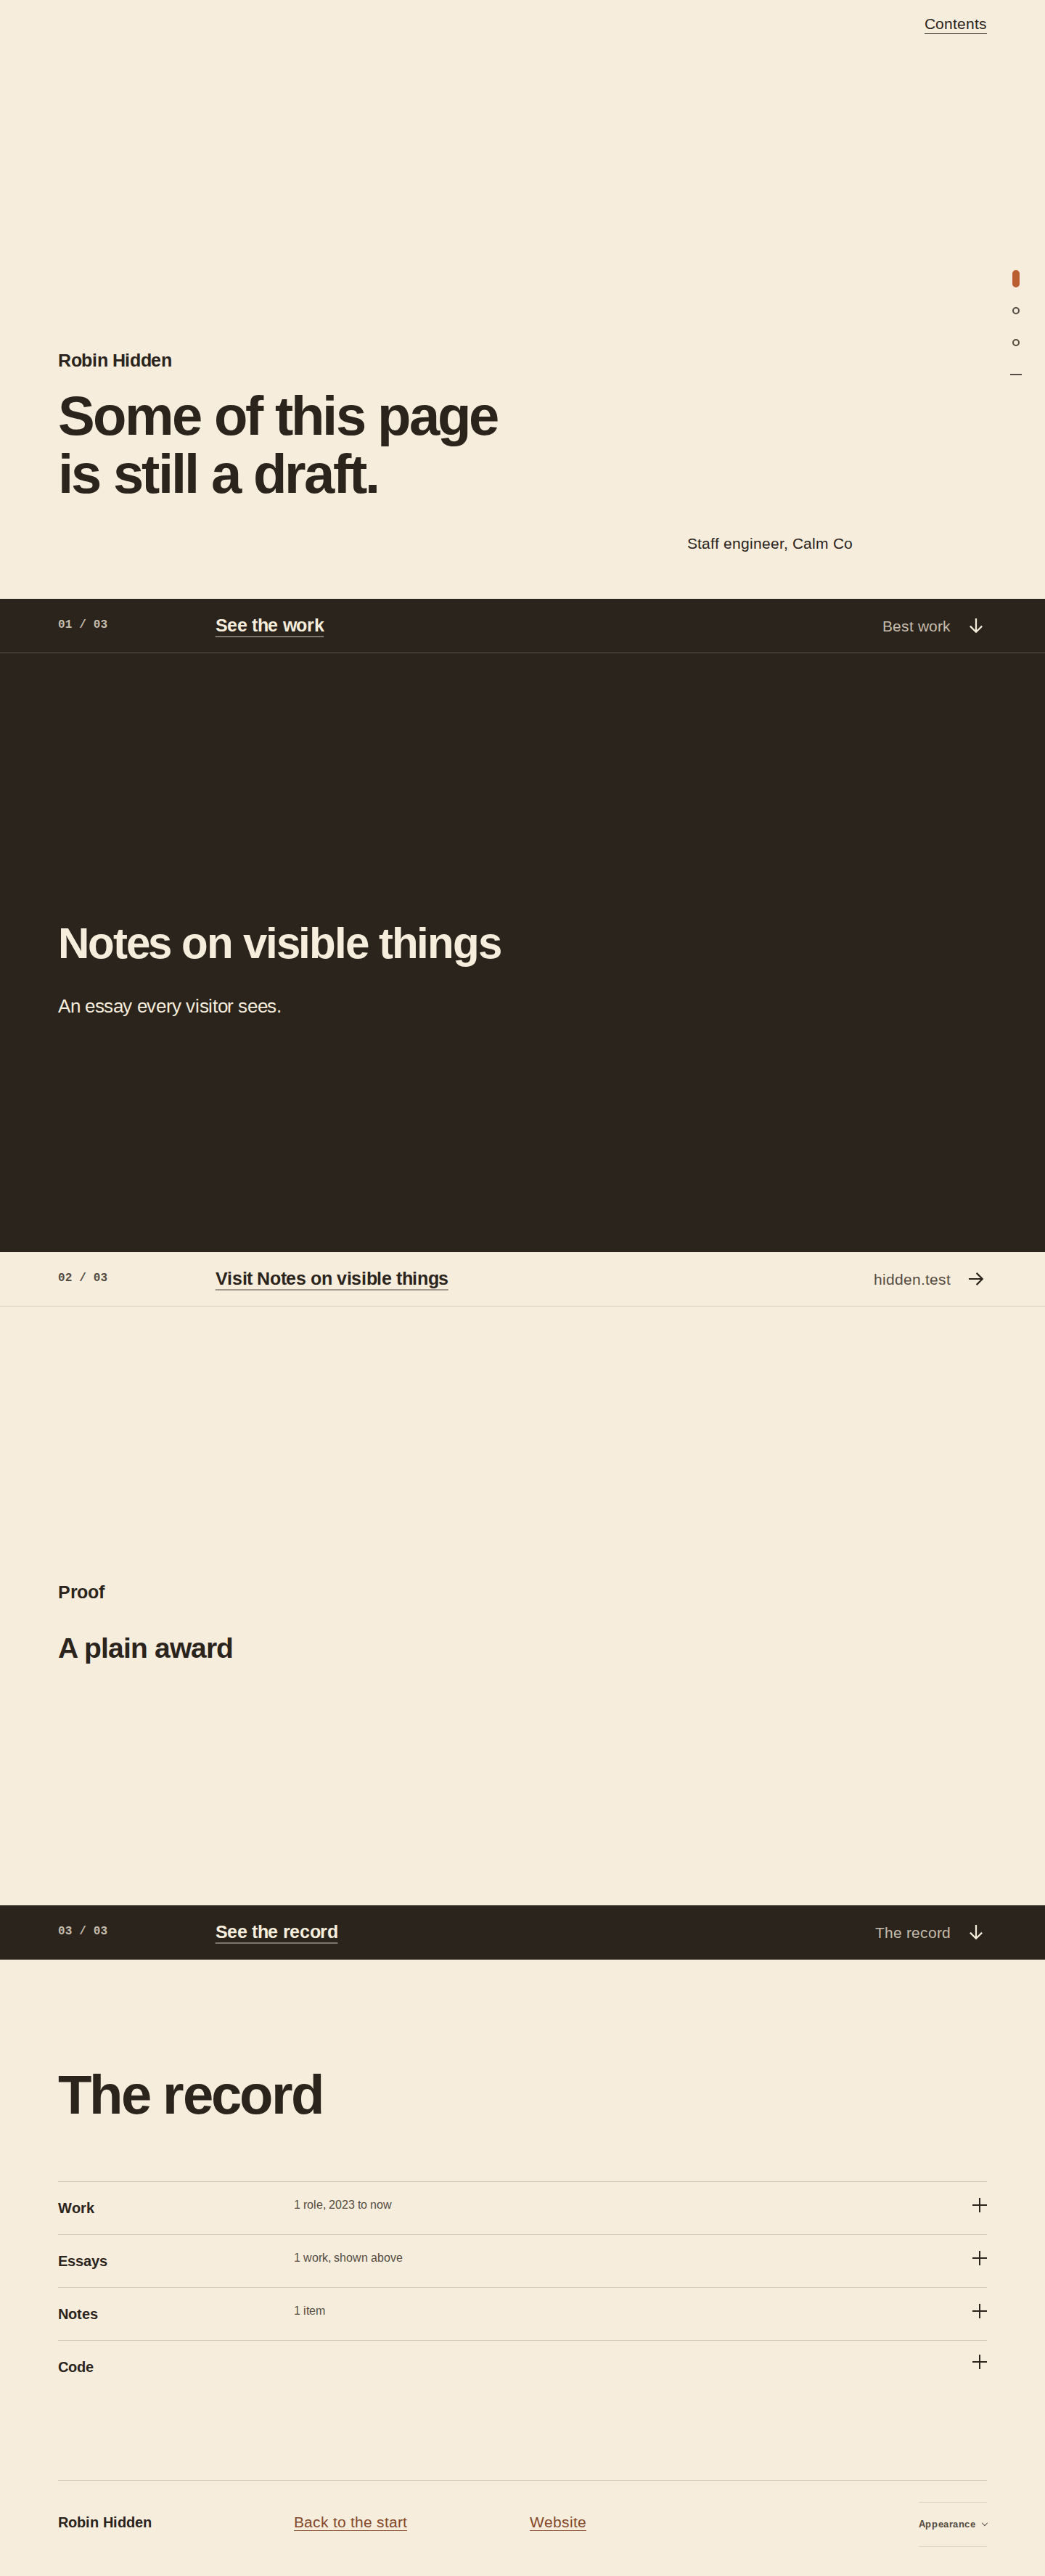 Contents
Robin Hidden
Some of this page
is still a draft.
Staff engineer, Calm Co
01 / 03
See the work
Best work
Notes on visible things
An essay every visitor sees.
02 / 03
Visit Notes on visible things
hidden.test
Proof
A plain award
03 / 03
See the record
The record
The record
Work
1 role, 2023 to now
Essays
1 work, shown above
Notes
1 item
Code
Robin Hidden
Back to the start
Website
Appearance